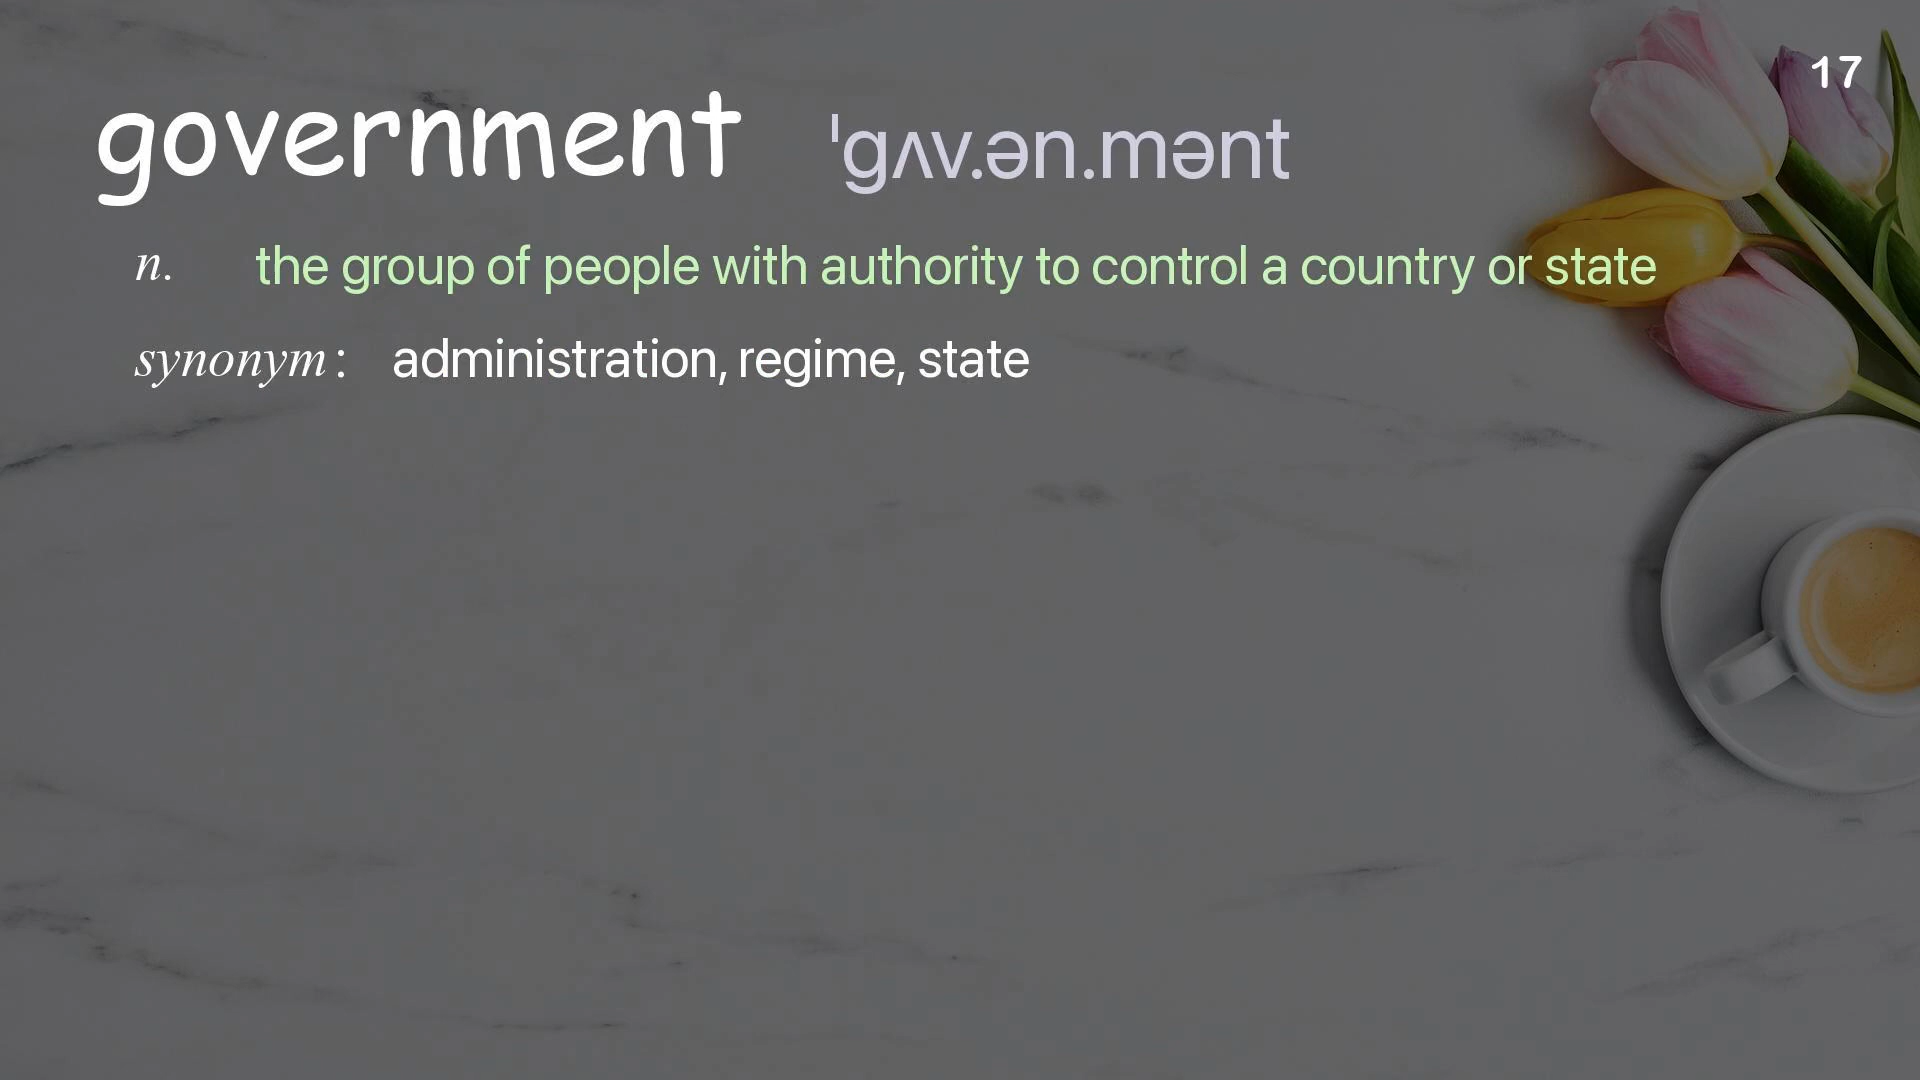 17
government ˈgʌv.ən.mənt
n. the group of people with authority to control a country or state
synonym: administration, regime, state